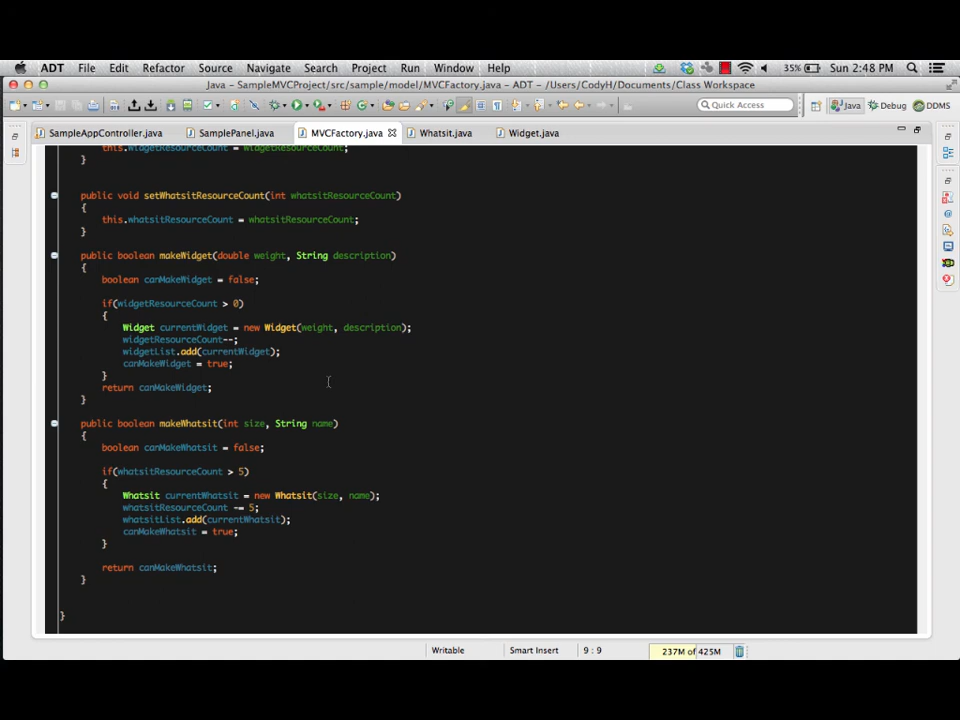 ADT File Edit Refactor Source Navigate Search Project Run Window Help 35% Sun 2:48 PM
Java - SampleMVCProject/src/sample/model/MVCFactory.java - ADT - /Users/CodyH/Documents/Class Workspace
Quick Access Java Debug DDMS
SampleAppController.java SamplePanel.java MVCFactory.java Whatsit.java Widget.java
this.widgetResourceCount = widgetResourceCount;
}
public void setWhatsitResourceCount(int whatsitResourceCount)
{
this.whatsitResourceCount = whatsitResourceCount;
}
public boolean makeWidget(double weight, String description)
{
boolean canMakeWidget = false;
if(widgetResourceCount > 0)
{
Widget currentWidget = new Widget(weight, description);
widgetResourceCount--;
widgetList.add(currentWidget);
canMakeWidget = true;
}
return canMakeWidget;
}
public boolean makeWhatsit(int size, String name)
{
boolean canMakeWhatsit = false;
if(whatsitResourceCount > 5)
{
Whatsit currentWhatsit = new Whatsit(size, name);
whatsitResourceCount -= 5;
whatsitList.add(currentWhatsit);
canMakeWhatsit = true;
}
return canMakeWhatsit;
}
}
Writable Smart Insert 9 : 9 237M of 425M